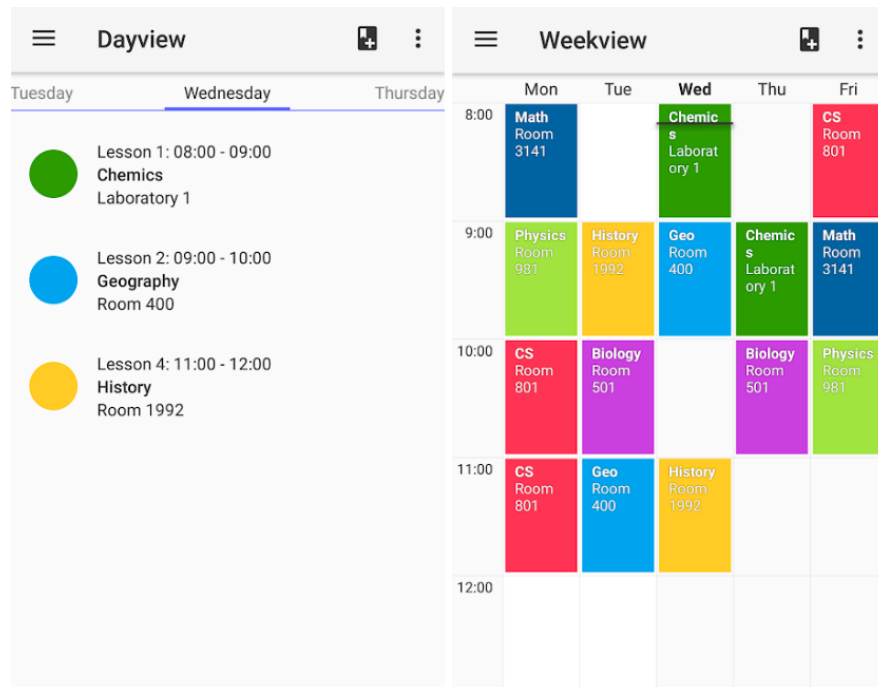 Dayview
Tuesday Wednesday Thursday
Lesson 1: 08:00 - 09:00
Chemics
Laboratory 1
Lesson 2: 09:00 - 10:00
Geography
Room 400
Lesson 4: 11:00 - 12:00
History
Room 1992
Weekview
Mon Tue Wed Thu Fri
8:00
Math
Room
3141
Chemic
s
Laborat
ory 1
CS
Room
801
9:00
Physics
Room
981
History
Room
1992
Geo
Room
400
Chemic
s
Laborat
ory 1
Math
Room
3141
10:00
CS
Room
801
Biology
Room
501
Biology
Room
501
Physics
Room
981
11:00
CS
Room
801
Geo
Room
400
History
Room
1992
12:00